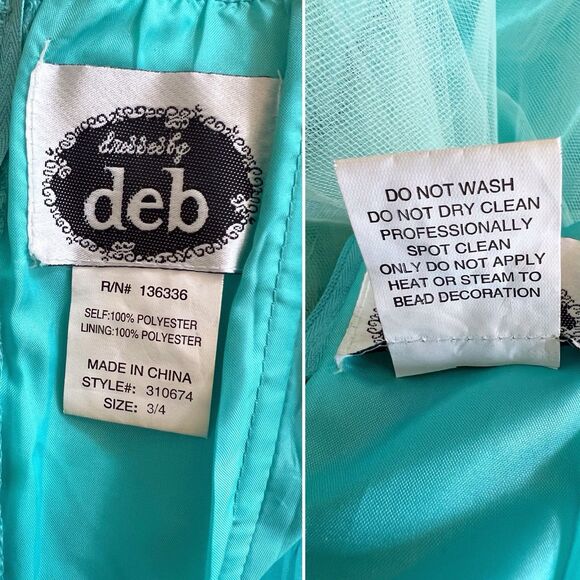 dresses by
deb
R/N# 136336
SELF:100% POLYESTER
LINING:100% POLYESTER
MADE IN CHINA
STYLE#: 310674
SIZE: 3/4
DO NOT WASH
DO NOT DRY CLEAN
PROFESSIONALLY
SPOT CLEAN
ONLY DO NOT APPLY
HEAT OR STEAM TO
BEAD DECORATION